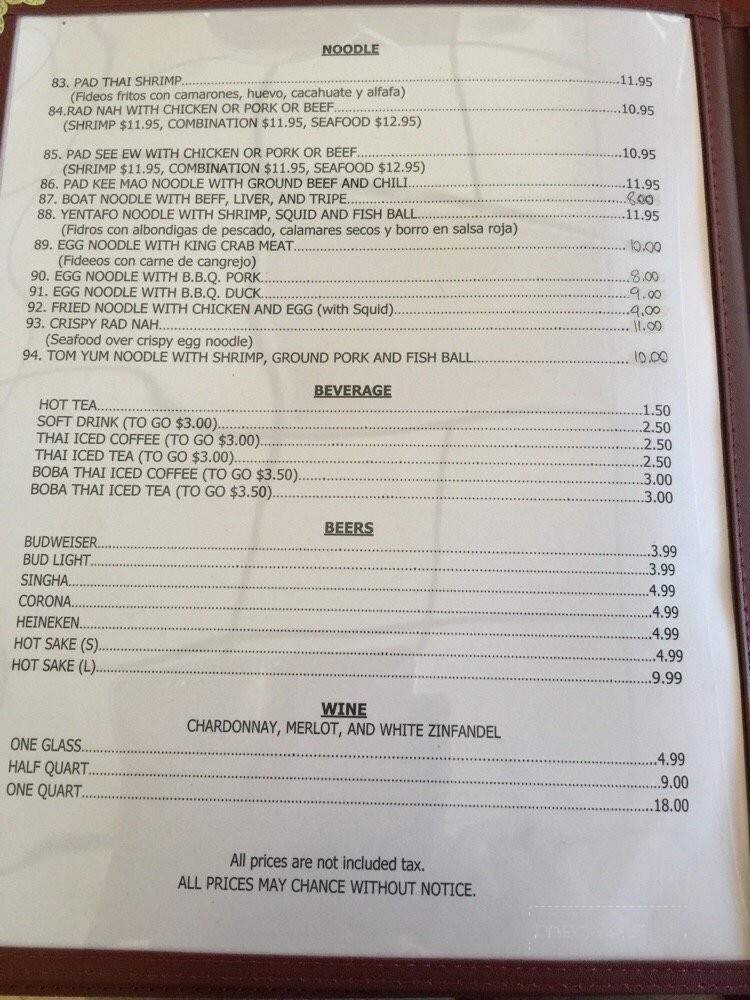 NOODLE
83. PAD THAI SHRIMP.....11.95
(Fideos fritos con camarones, huevo, cacahuate y alfafa)
84.RAD NAH WITH CHICKEN OR PORK OR BEEF.....10.95
(SHRIMP $11.95, COMBINATION $11.95, SEAFOOD $12.95)
85. PAD SEE EW WITH CHICKEN OR PORK OR BEEF.....10.95
(SHRIMP $11.95, COMBINATION $11.95, SEAFOOD $12.95)
86. PAD KEE MAO NOODLE WITH GROUND BEEF AND CHILI.....11.95
87. BOAT NOODLE WITH BEFF, LIVER, AND TRIPE.....8.00
88. YENTAFO NOODLE WITH SHRIMP, SQUID AND FISH BALL.....11.95
(Fidros con albondigas de pescado, calamares secos y borro en salsa roja)
89. EGG NOODLE WITH KING CRAB MEAT.....10.00
(Fideeos con carne de cangrejo)
90. EGG NOODLE WITH B.B.Q. PORK.....8.00
91. EGG NOODLE WITH B.B.Q. DUCK.....9.00
92. FRIED NOODLE WITH CHICKEN AND EGG (with Squid).....9.00
93. CRISPY RAD NAH.....11.00
(Seafood over crispy egg noodle)
94. TOM YUM NOODLE WITH SHRIMP, GROUND PORK AND FISH BALL.....10.00
BEVERAGE
HOT TEA.....1.50
SOFT DRINK (TO GO $3.00).....2.50
THAI ICED COFFEE (TO GO $3.00).....2.50
THAI ICED TEA (TO GO $3.00).....2.50
BOBA THAI ICED COFFEE (TO GO $3.50).....3.00
BOBA THAI ICED TEA (TO GO $3.50).....3.00
BEERS
BUDWEISER.....3.99
BUD LIGHT.....3.99
SINGHA.....4.99
CORONA.....4.99
HEINEKEN.....4.99
HOT SAKE (S).....4.99
HOT SAKE (L).....9.99
WINE
CHARDONNAY, MERLOT, AND WHITE ZINFANDEL
ONE GLASS.....4.99
HALF QUART.....9.00
ONE QUART.....18.00
All prices are not included tax.
ALL PRICES MAY CHANCE WITHOUT NOTICE.